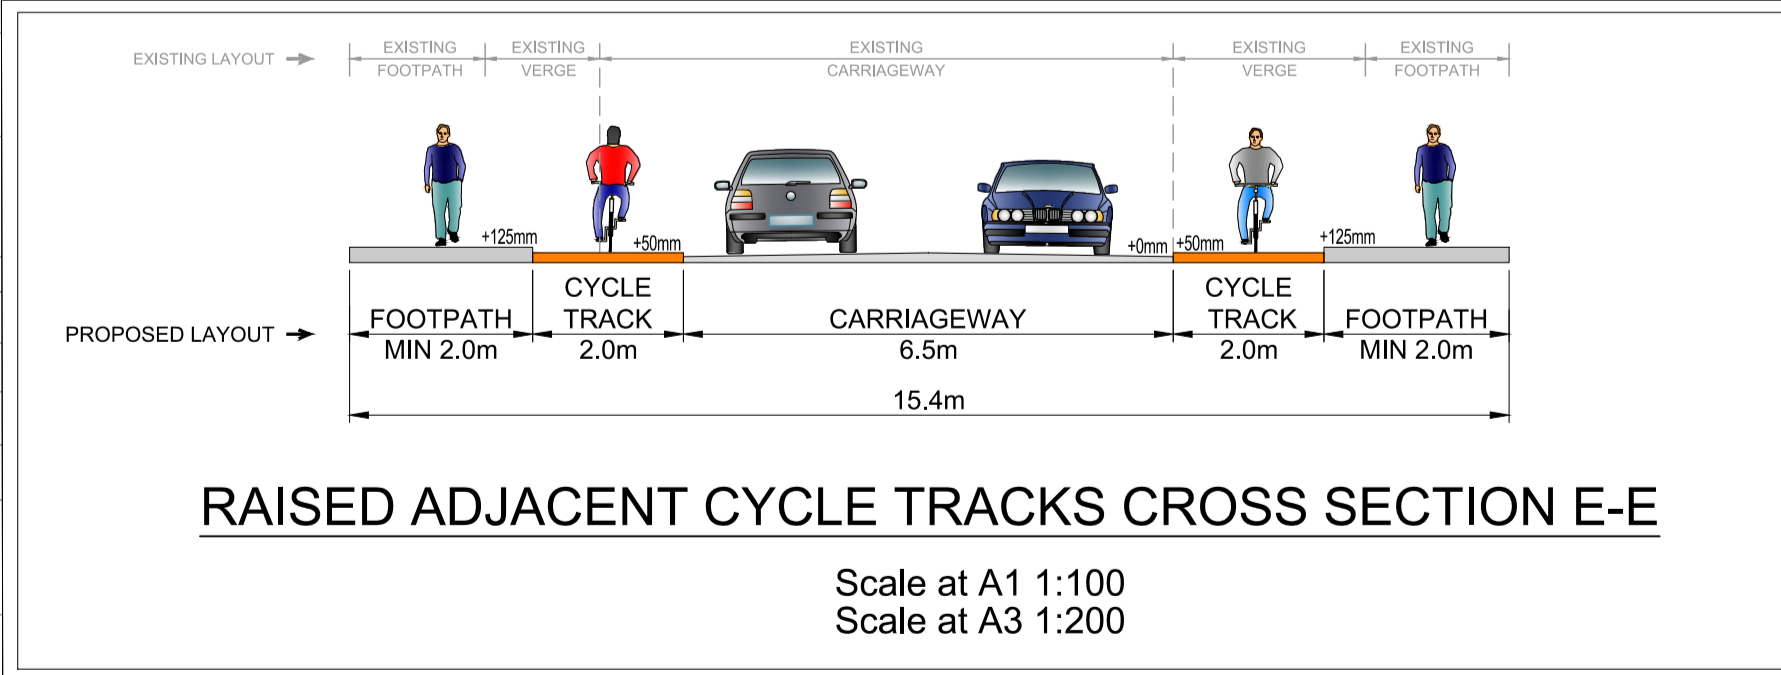 EXISTING LAYOUT
EXISTING FOOTPATH
EXISTING VERGE
EXISTING CARRIAGEWAY
EXISTING VERGE
EXISTING FOOTPATH
+125mm
+50mm
+0mm
+50mm
+125mm
PROPOSED LAYOUT
FOOTPATH
MIN 2.0m
CYCLE
TRACK
2.0m
CARRIAGEWAY
6.5m
CYCLE
TRACK
2.0m
FOOTPATH
MIN 2.0m
15.4m
RAISED ADJACENT CYCLE TRACKS CROSS SECTION E-E
Scale at A1 1:100
Scale at A3 1:200